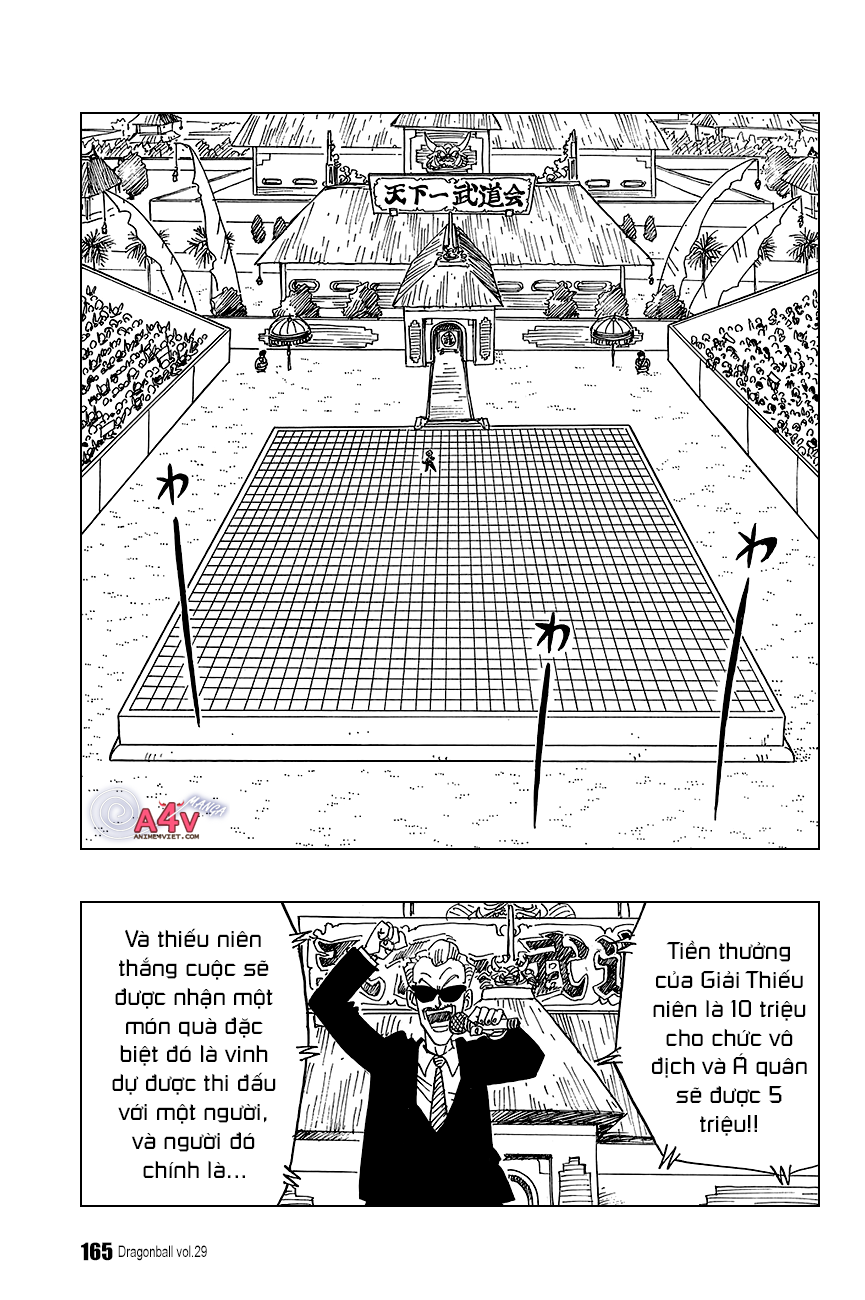 天下一武道会
わ
わ
わ
MANGA
A4V
ANIME4VIET.COM
Tiền thưởng
của Giải Thiếu
niên là 10 triệu
cho chức vô
địch và Á quân
sẽ được 5
triệu!!
Và thiếu niên
thắng cuộc sẽ
được nhận một
món quà đặc
biệt đó là vinh
dự được thi đấu
với một người,
và người đó
chính là...
165 Dragonball vol.29